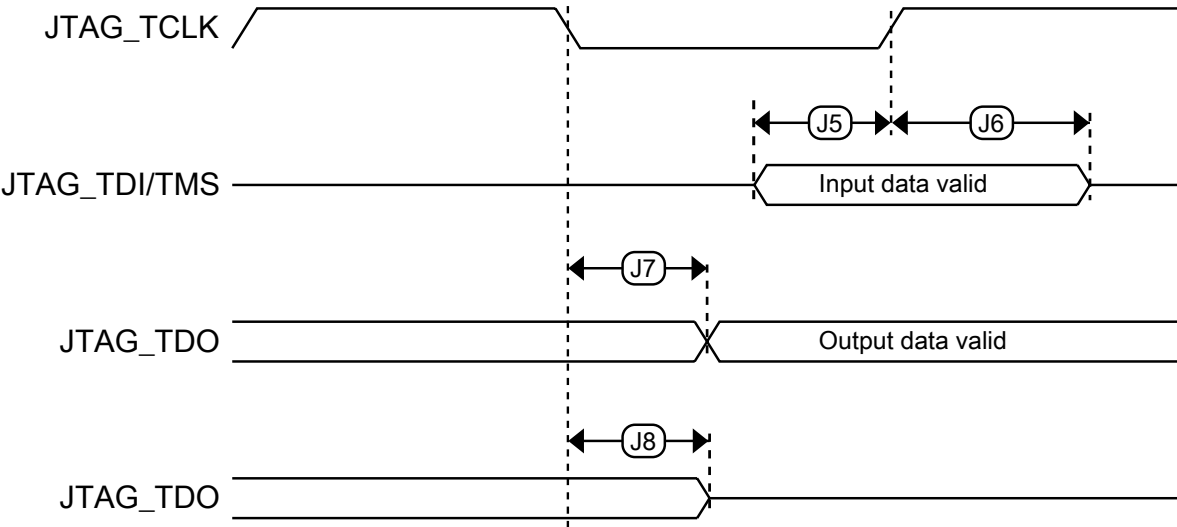 JTAG_TCLK
J5
J6
JTAG_TDI/TMS
Input data valid
J7
JTAG_TDO
Output data valid
J8
JTAG_TDO